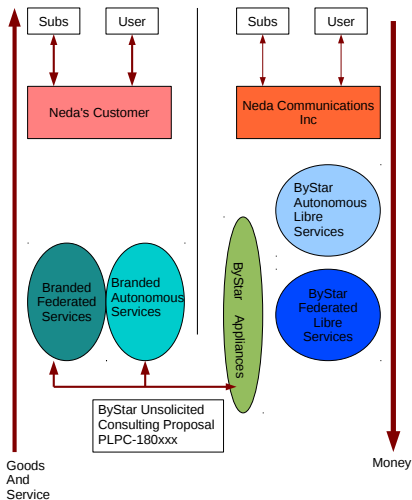 Subs
User
Subs
User
Neda's Customer
Neda Communications
Inc
ByStar
Autonomous
Libre
Services
Branded
Federated
Services
Branded
Autonomous
Services
ByStar Appliances
ByStar
Federated
Libre
Services
ByStar Unsolicited
Consulting Proposal
PLPC-180xxx
Goods
And
Service
Money